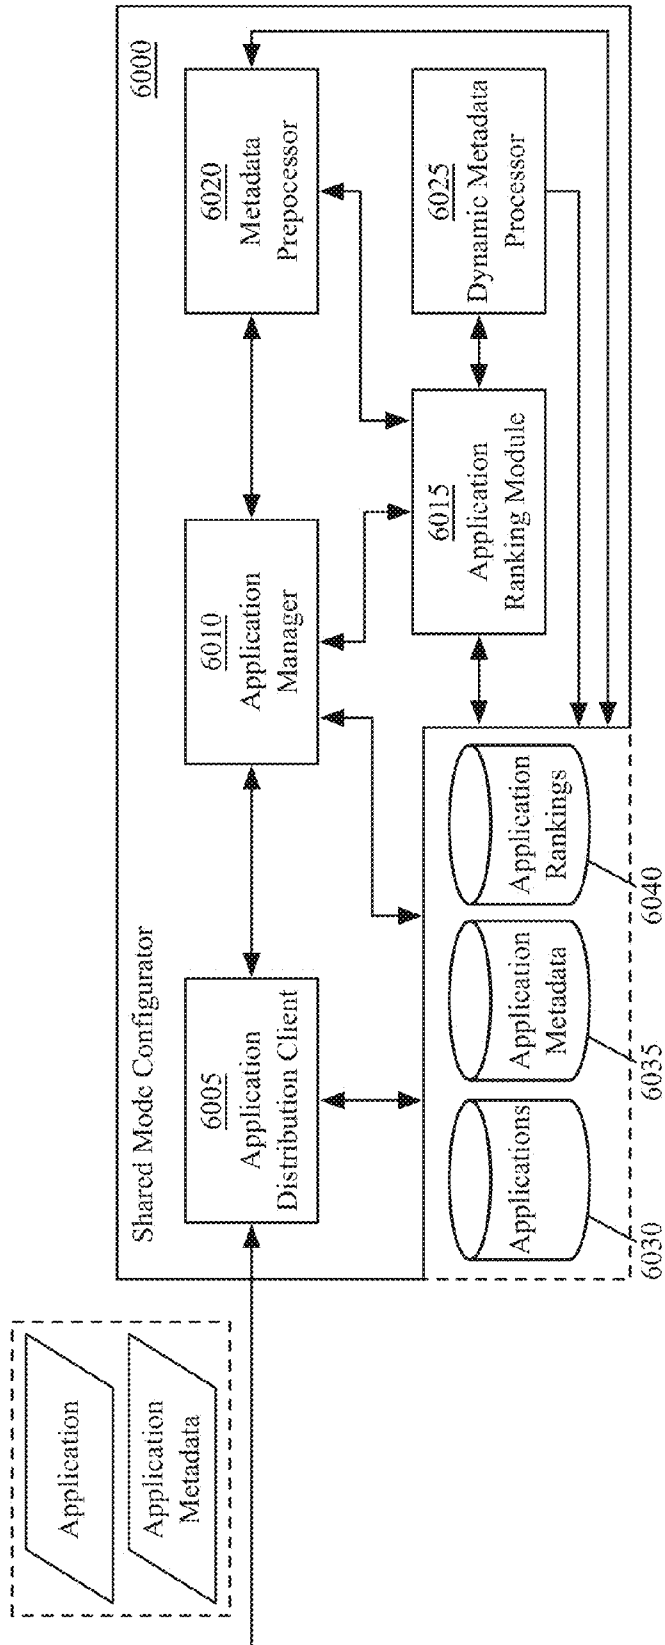 Application
Application
Metadata
Shared Mode Configurator
6000
6005
Application
Distribution Client
6010
Application
Manager
6020
Metadata
Prepocessor
6015
Application
Ranking Module
6025
Dynamic Metadata
Processor
Applications
Application
Metadata
Application
Rankings
6030
6035
6040